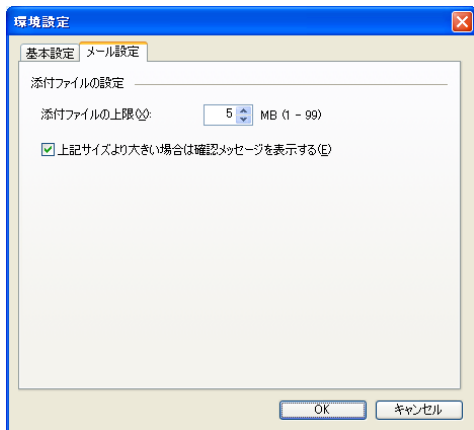 環境設定
基本設定 メール設定
添付ファイルの設定
添付ファイルの上限(X): 5 MB (1 - 99)
上記サイズより大きい場合は確認メッセージを表示する(E)
OK キャンセル